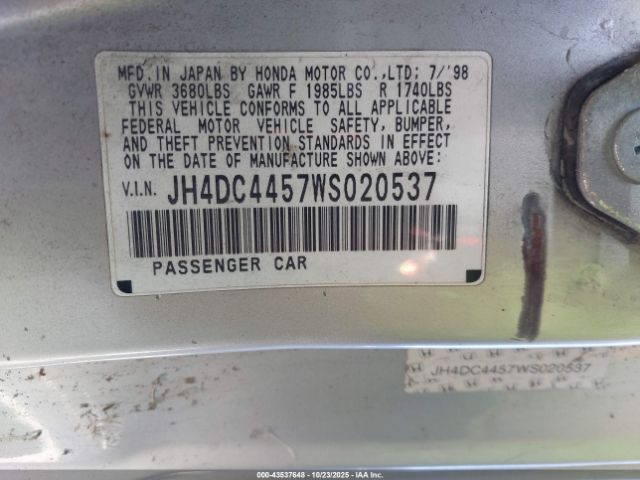 MFD.IN JAPAN BY HONDA MOTOR CO.,LTD; 7/'98
GVWR 3680LBS GAWR F 1985LBS R 1740LBS
THIS VEHICLE CONFORMS TO ALL APPLICABLE
FEDERAL MOTOR VEHICLE SAFETY, BUMPER,
AND THEFT PREVENTION STANDARDS IN EFFECT
ON THE DATE OF MANUFACTURE SHOWN ABOVE:
V.I.N. JH4DC4457WS020537
PASSENGER CAR
JH4DC4457WS020537
000-43537648 | 10/23/2025 | IAAI.com